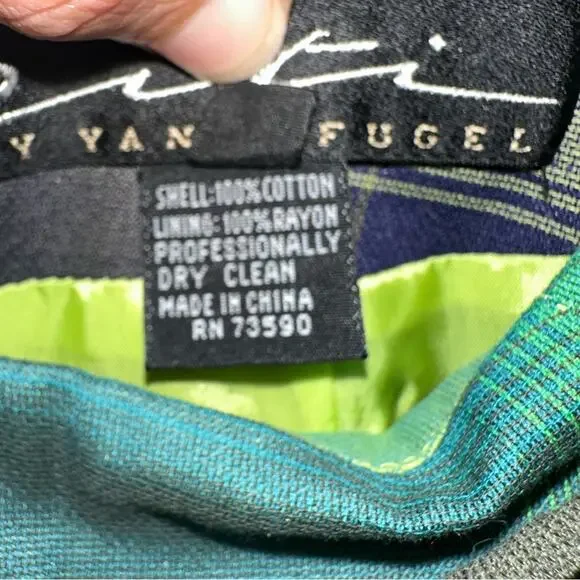 Y YAN FUGEL
SHELL: 100% COTTON
LINING: 100% RAYON
PROFESSIONALLY
DRY CLEAN
MADE IN CHINA
RN 73590